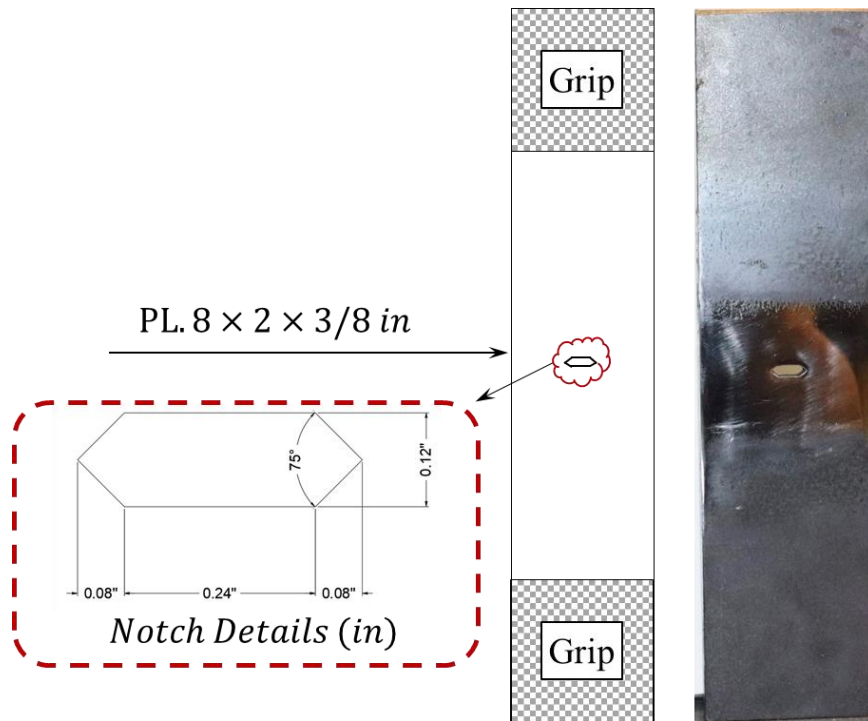 Grip
PL. 8 × 2 × 3/8 in
75°
0.12"
0.08"
0.24"
0.08"
Notch Details (in)
Grip